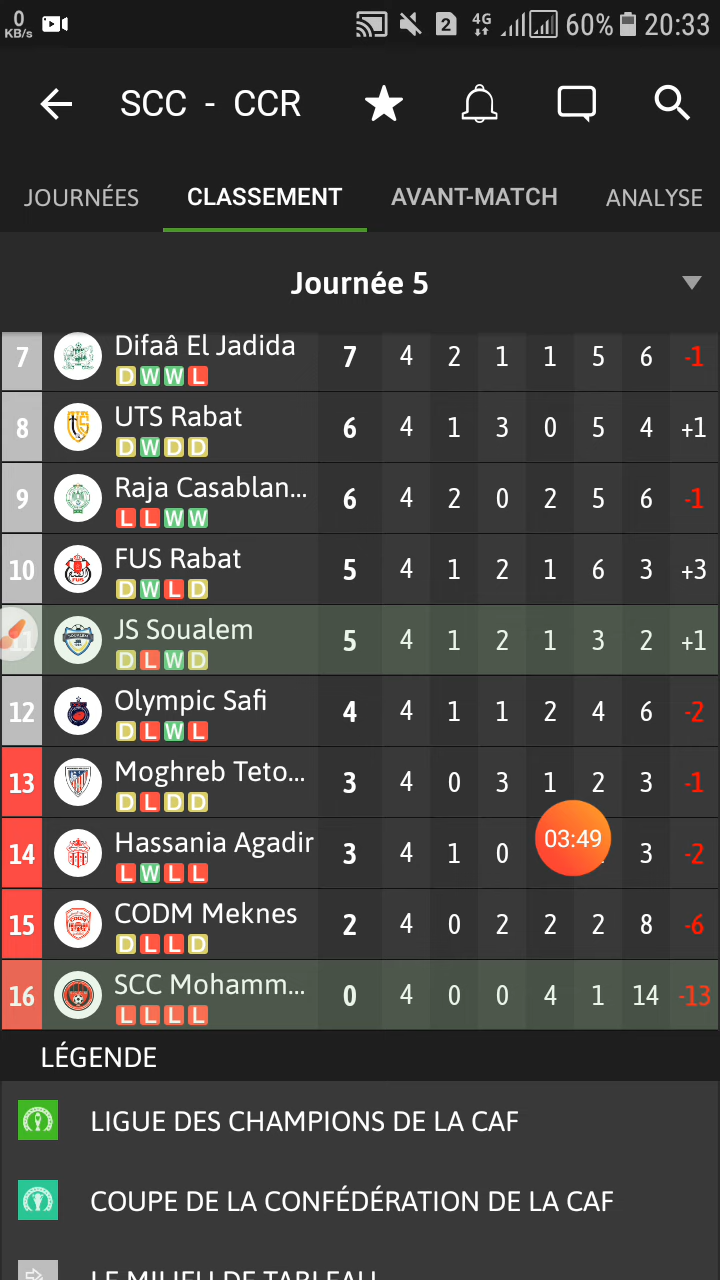 0 KB/s 2 4G 60% 20:33
SCC - CCR
JOURNÉES CLASSEMENT AVANT-MATCH ANALYSE
Journée 5
7 Difaâ El Jadida 7 4 2 1 1 5 6 -1
D W W L
8 UTS Rabat 6 4 1 3 0 5 4 +1
D W D D
9 Raja Casablan... 6 4 2 0 2 5 6 -1
L L W W
10 FUS Rabat 5 4 1 2 1 6 3 +3
D W L D
11 JS Soualem 5 4 1 2 1 3 2 +1
D L W D
12 Olympic Safi 4 4 1 1 2 4 6 -2
D L W L
13 Moghreb Teto... 3 4 0 3 1 2 3 -1
D L D D
14 Hassania Agadir 3 4 1 0 03:49 3 -2
L W L L
15 CODM Meknes 2 4 0 2 2 2 8 -6
D L L D
16 SCC Mohamm... 0 4 0 0 4 1 14 -13
L L L L
LÉGENDE
LIGUE DES CHAMPIONS DE LA CAF
COUPE DE LA CONFÉDÉRATION DE LA CAF
LE MILIEU DE TABLEAU